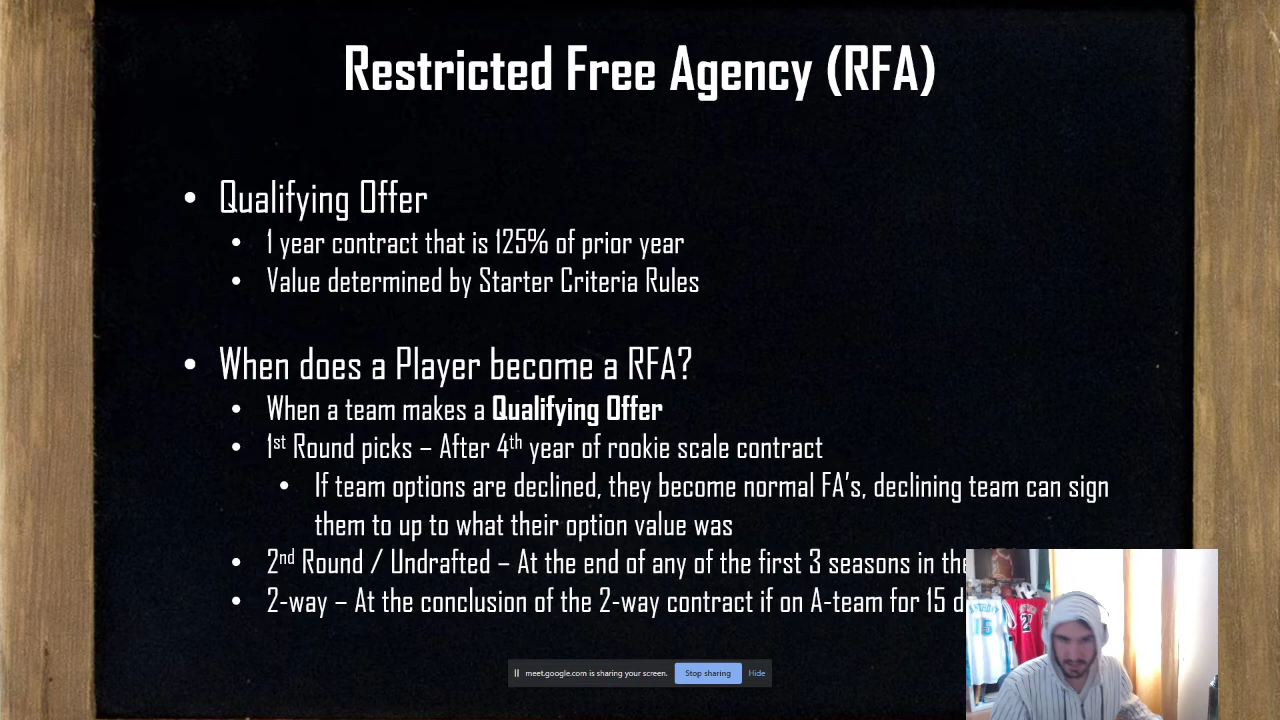 Restricted Free Agency (RFA)
• Qualifying Offer
• 1 year contract that is 125% of prior year
• Value determined by Starter Criteria Rules
• When does a Player become a RFA?
• When a team makes a Qualifying Offer
• 1st Round picks – After 4th year of rookie scale contract
• If team options are declined, they become normal FA's, declining team can sign
them to up to what their option value was
• 2nd Round / Undrafted – At the end of any of the first 3 seasons in the
• 2-way – At the conclusion of the 2-way contract if on A-team for 15 d
15
meet.google.com is sharing your screen. Stop sharing Hide